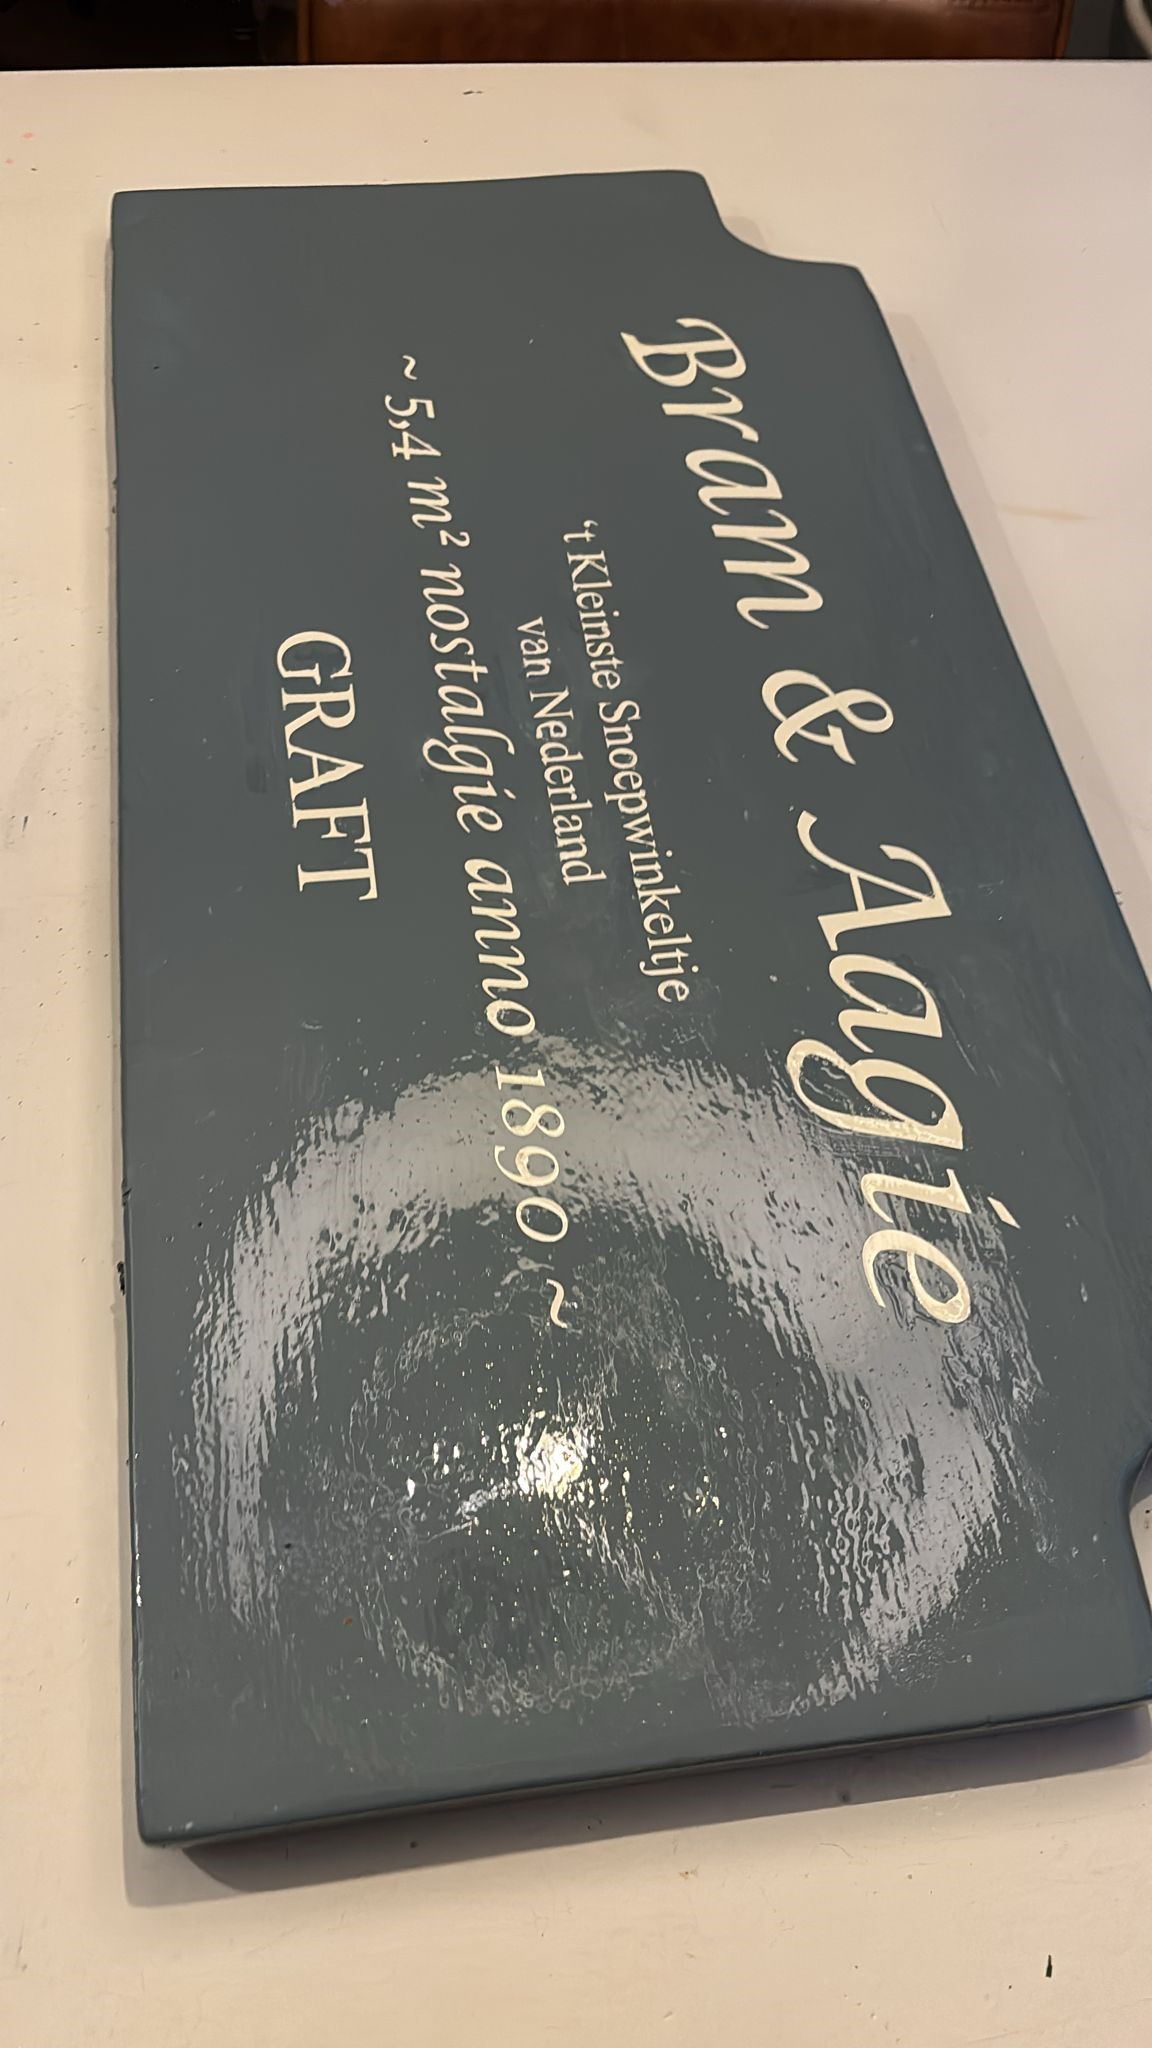 Bram & Aagie
‘t Kleinste Snoepwinkeltje
van Nederland
~ 5,4 m² nostalgie anno 1890 ~
GRAFT